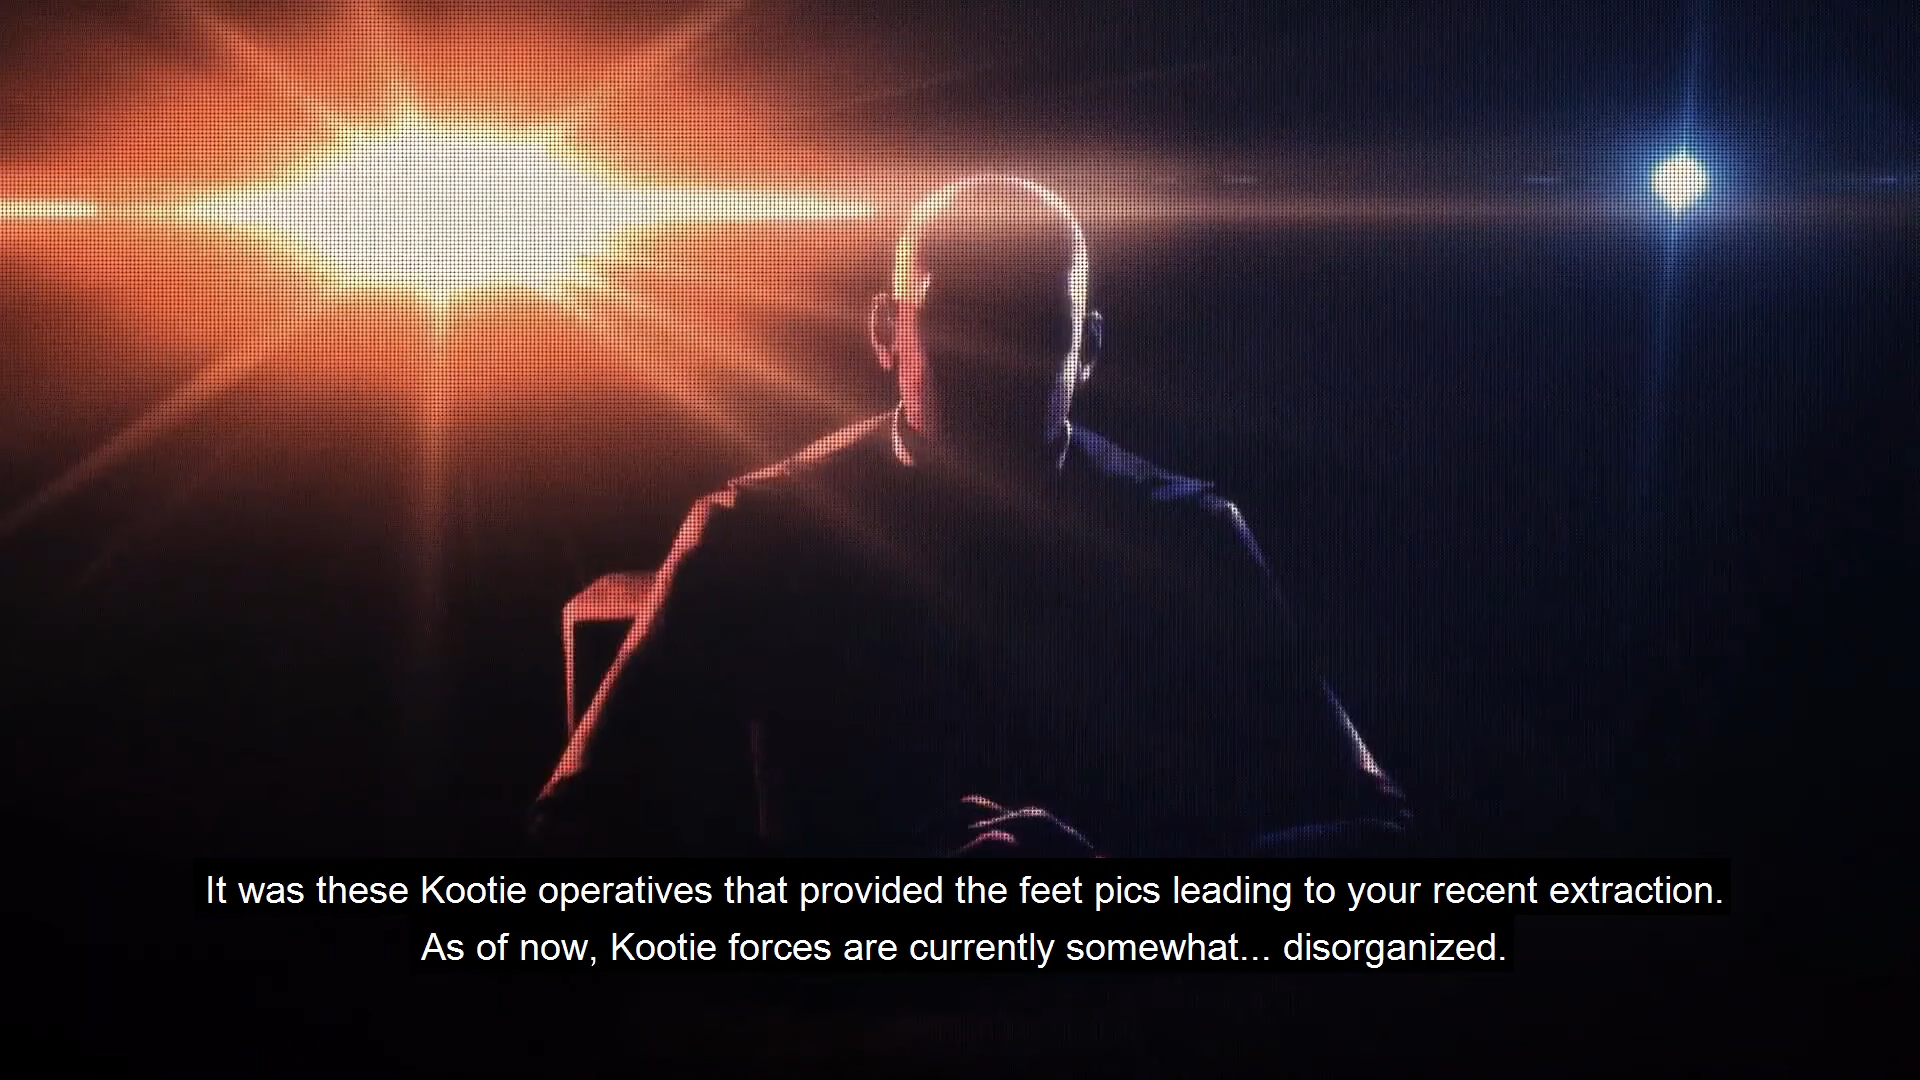 It was these Kootie operatives that provided the feet pics leading to your recent extraction.
As of now, Kootie forces are currently somewhat... disorganized.